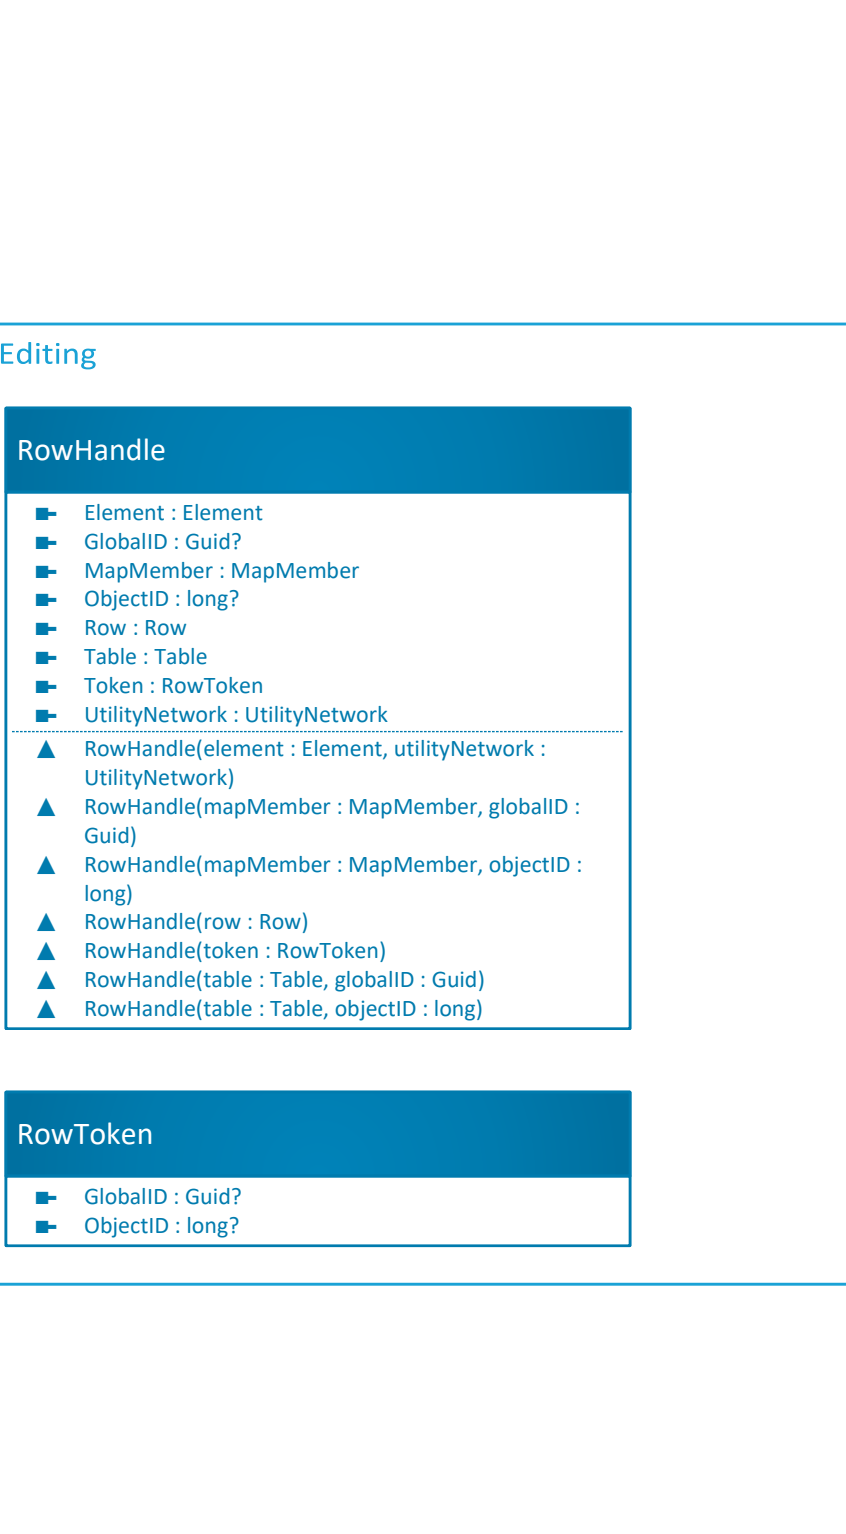 Editing
RowHandle
Element : Element
GlobalID : Guid?
MapMember : MapMember
ObjectID : long?
Row : Row
Table : Table
Token : RowToken
UtilityNetwork : UtilityNetwork
RowHandle(element : Element, utilityNetwork :
UtilityNetwork)
RowHandle(mapMember : MapMember, globalID :
Guid)
RowHandle(mapMember : MapMember, objectID :
long)
RowHandle(row : Row)
RowHandle(token : RowToken)
RowHandle(table : Table, globalID : Guid)
RowHandle(table : Table, objectID : long)
RowToken
GlobalID : Guid?
ObjectID : long?